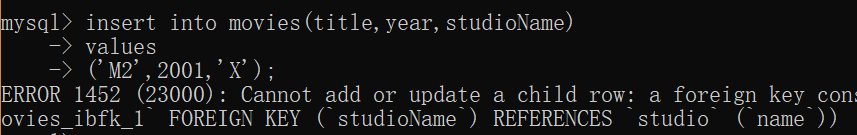 mysql> insert into movies(title,year,studioName)
    -> values
    -> ('M2',2001,'X');
ERROR 1452 (23000): Cannot add or update a child row: a foreign key cons
ovies_ibfk_1` FOREIGN KEY (`studioName`) REFERENCES `studio` (`name`))